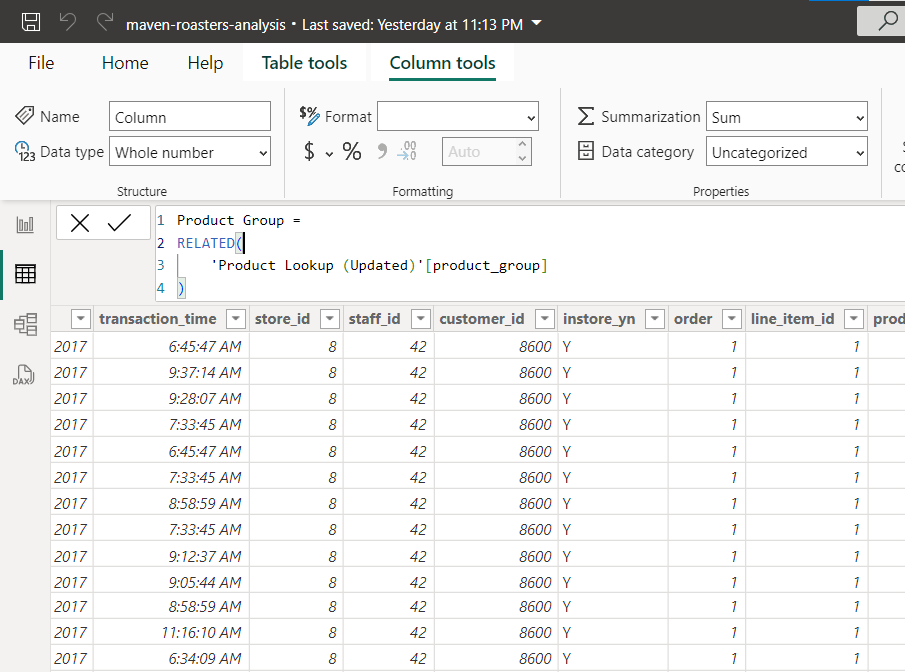 maven-roasters-analysis • Last saved: Yesterday at 11:13 PM
File Home Help Table tools Column tools
Name Column $% Format Σ Summarization Sum
123 Data type Whole number $ % 9 .00 →.0 Auto Data category Uncategorized
Structure Formatting Properties
1 Product Group =
2 RELATED(
3 'Product Lookup (Updated)'[product_group]
4 )
DAX
transaction_time store_id staff_id customer_id instore_yn order line_item_id prod
2017 6:45:47 AM 8 42 8600 Y 1 1
2017 9:37:14 AM 8 42 8600 Y 1 1
2017 9:28:07 AM 8 42 8600 Y 1 1
2017 7:33:45 AM 8 42 8600 Y 1 1
2017 6:45:47 AM 8 42 8600 Y 1 1
2017 7:33:45 AM 8 42 8600 Y 1 1
2017 8:58:59 AM 8 42 8600 Y 1 1
2017 7:33:45 AM 8 42 8600 Y 1 1
2017 9:12:37 AM 8 42 8600 Y 1 1
2017 9:05:44 AM 8 42 8600 Y 1 1
2017 8:58:59 AM 8 42 8600 Y 1 1
2017 11:16:10 AM 8 42 8600 Y 1 1
2017 6:34:09 AM 8 42 8600 Y 1 1